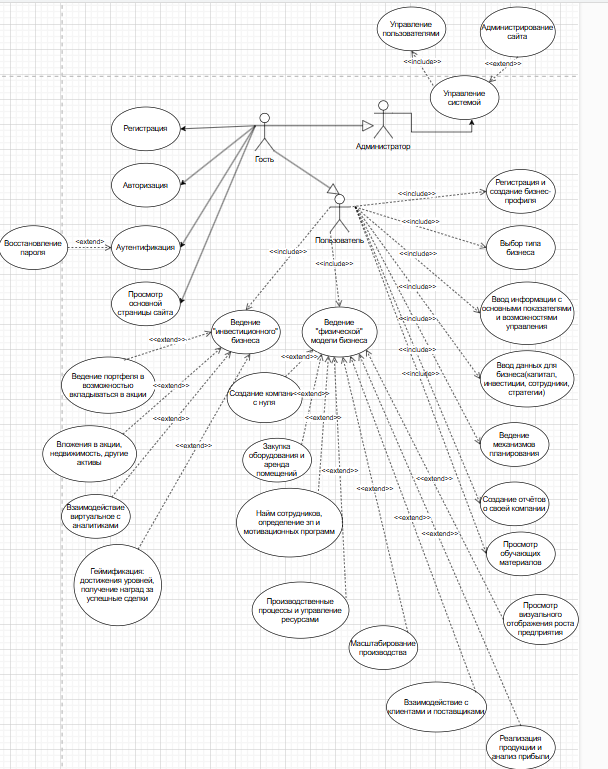 Управление
пользователями
Администрирование
сайта
<<include>>
<<extend>>
Управление
системой
Регистрация
Гость
Администратор
Авторизация
Регистрация и
создание бизнес-
профиля
<<include>>
Пользователь
<<include>>
Выбор типа
бизнеса
Восстановление
пароля
<extend>>
Аутентификация
<<include>>
<<include>>
<<include>>
Просмотр
основной
страницы сайта
<<include>>
Ввод информации с
основными показателями
и возможностями
управления
<<include>>
Ведение
"инвестиционного"
бизнеса
Ведение
"физической"
модели бизнеса
<<extend>>
<<include>>
<<extend>>
<<include>>
Ввод данных для
бизнеса(капитал,
инвестиции, сотрудники,
стратегии)
<<include>>
Ведение портфеля в
возможностью
вкладываться в акции
<<extend>>
Создание компании
с нуля
<<extend>>
<<extend>>
Вложения в акции,
недвижимость, другие
активы
<<extend>>
Закупка
оборудования и
аренда
помещений
Ведение
механизмов
планирования
<<extend>>
<<extend>>
Взаимодействие
виртуальное с
аналитиками
Найм сотрудников,
определение зп и
мотивационных программ
<<extend>>
<<extend>>
Создание отчётов
о своей компании
<<extend>>
Просмотр
обучающих
материалов
Геймификация:
достижения уровней,
получение наград за
успешные сделки
Производственные
процессы и управление
ресурсами
Просмотр
визуального
отображения роста
предприятия
Масштабирование
производства
Взаимодействие с
клиентами и поставщиками
Реализация
продукции и
анализ прибыли